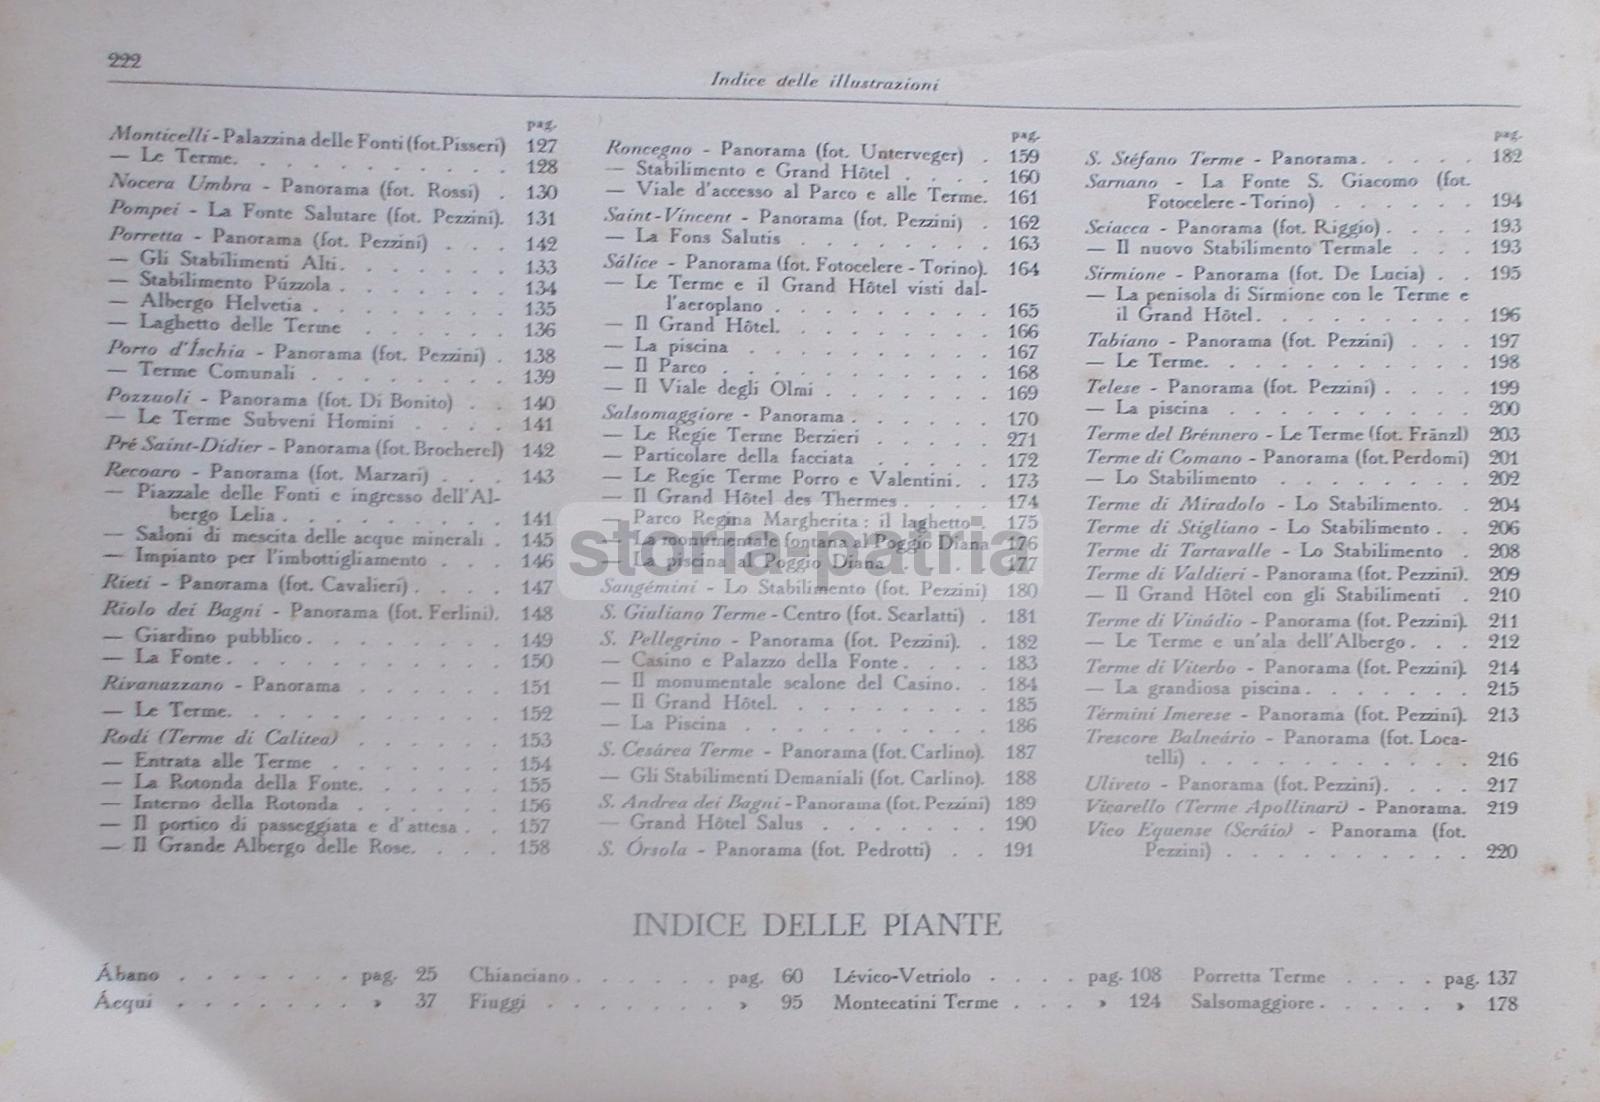 222
Indice delle illustrazioni
pag.
Monticelli - Palazzina delle Fonti (fot. Pisseri) 127
— Le Terme. . . . . . . . . . 128
Nocera Umbra - Panorama (fot. Rossi) . 130
Pompei - La Fonte Salutare (fot. Pezzini). 131
Porretta - Panorama (fot. Pezzini) . . . 142
— Gli Stabilimenti Alti. . . . . . . 133
— Stabilimento Púzzola . . . . . . . 134
— Albergo Helvetia . . . . . . . . 135
— Laghetto delle Terme . . . . . . 136
Porto d'Íschia - Panorama (fot. Pezzini) . 138
— Terme Comunali . . . . . . . . 139
Pozzuoli - Panorama (fot. Di Bonito) . . 140
— Le Terme Subveni Homini . . . . 141
Pré Saint-Didier - Panorama (fot. Brocherel) 142
Recoaro - Panorama (fot. Marzari) . . . 143
— Piazzale delle Fonti e ingresso dell'Al-
bergo Lelia . . . . . . . . . 141
— Saloni di mescita delle acque minerali . 145
— Impianto per l'imbottigliamento . . . 146
Rieti - Panorama (fot. Cavalieri) . . . . 147
Riolo dei Bagni - Panorama (fot. Ferlini). 148
— Giardino pubblico . . . . . . . . 149
— La Fonte . . . . . . . . . . . 150
Rivanazzano - Panorama . . . . . . 151
— Le Terme. . . . . . . . . . . 152
Rodi (Terme di Calitea) . . . . . . 153
— Entrata alle Terme . . . . . . . 154
— La Rotonda della Fonte. . . . . . 155
— Interno della Rotonda . . . . . . 156
— Il portico di passeggiata e d'attesa . . 157
— Il Grande Albergo delle Rose. . . . 158
pag.
Roncegno - Panorama (fot. Unterveger) . 159
— Stabilimento e Grand Hôtel . . . . 160
— Viale d'accesso al Parco e alle Terme. 161
Saint-Vincent - Panorama (fot. Pezzini) . 162
— La Fons Salutis . . . . . . . . 163
Sálice - Panorama (fot. Fotocelere - Torino). 164
— Le Terme e il Grand Hôtel visti dal-
l'aeroplano . . . . . . . . . 165
— Il Grand Hôtel. . . . . . . . . 166
— La piscina . . . . . . . . . . 167
— Il Parco . . . . . . . . . . . 168
— Il Viale degli Olmi . . . . . . . 169
Salsomaggiore - Panorama . . . . . . 170
— Le Regie Terme Berzieri . . . . . 271
— Particolare della facciata . . . . . 172
— Le Regie Terme Porro e Valentini. . 173
— Il Grand Hôtel des Thermes . . . . 174
— Parco Regina Margherita : il laghetto . 175
— La monumentale fontana al Poggio Diana 176
— La piscina al Poggio Diana . . . . 177
Sangémini - Lo Stabilimento (fot. Pezzini) 180
S. Giuliano Terme - Centro (fot. Scarlatti) . 181
S. Pellegrino - Panorama (fot. Pezzini). . 182
— Casino e Palazzo della Fonte . . . . 183
— Il monumentale scalone del Casino. . 184
— Il Grand Hôtel. . . . . . . . . 185
— La Piscina . . . . . . . . . . 186
S. Cesárea Terme - Panorama (fot. Carlino). 187
— Gli Stabilimenti Demaniali (fot. Carlino). 188
S. Andrea dei Bagni - Panorama (fot. Pezzini) 189
— Grand Hôtel Salus . . . . . . . 190
S. Órsola - Panorama (fot. Pedrotti) . . 191
pag.
S. Stéfano Terme - Panorama. . . . . 182
Sarnano - La Fonte S. Giacomo (fot.
Fotocelere - Torino) . . . . . . 194
Sciacca - Panorama (fot. Riggio) . . . . 193
— Il nuovo Stabilimento Termale . . . 193
Sirmione - Panorama (fot. De Lucia) . . 195
— La penisola di Sirmione con le Terme e
il Grand Hôtel. . . . . . . . . 196
Tabiano - Panorama (fot. Pezzini) . . . 197
— Le Terme. . . . . . . . . . . 198
Telese - Panorama (fot. Pezzini) . . . . 199
— La piscina . . . . . . . . . . 200
Terme del Brénnero - Le Terme (fot. Fränzl) 203
Terme di Comano - Panorama (fot. Perdomi) 201
— Lo Stabilimento . . . . . . . . 202
Terme di Miradolo - Lo Stabilimento. . 204
Terme di Stigliano - Lo Stabilimento . . 206
Terme di Tartavalle - Lo Stabilimento . 208
Terme di Valdieri - Panorama (fot. Pezzini). 209
— Il Grand Hôtel con gli Stabilimenti . 210
Terme di Vinádio - Panorama (fot. Pezzini). 211
— Le Terme e un'ala dell'Albergo . . . 212
Terme di Viterbo - Panorama (fot. Pezzini). 214
— La grandiosa piscina . . . . . . . 215
Términi Imerese - Panorama (fot. Pezzini). 213
Trescore Balneário - Panorama (fot. Loca-
telli) . . . . . . . . . . . . 216
Uliveto - Panorama (fot. Pezzini). . . . 217
Vicarello (Terme Apollinari) - Panorama. 219
Vico Equense (Scráio) - Panorama (fot.
Pezzini) . . . . . . . . . . . 220
storia-patria
INDICE DELLE PIANTE
Ábano . . . . . . . pag. 25 Chianciano . . . . . . pag. 60 Lévico-Vetriolo . . . . pag. 108 Porretta Terme . . . . pag. 137
Ácqui . . . . . . . » 37 Fiuggi . . . . . . . » 95 Montecatini Terme . . . » 124 Salsomaggiore . . . . . » 178